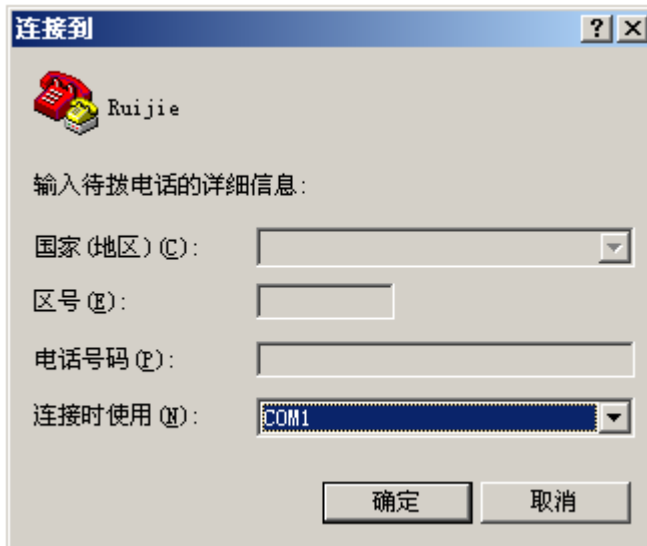 连接到
Ruijie
输入待拨电话的详细信息:
国家(地区)(C):
区号(E):
电话号码(P):
连接时使用(N): COM1
确定 取消